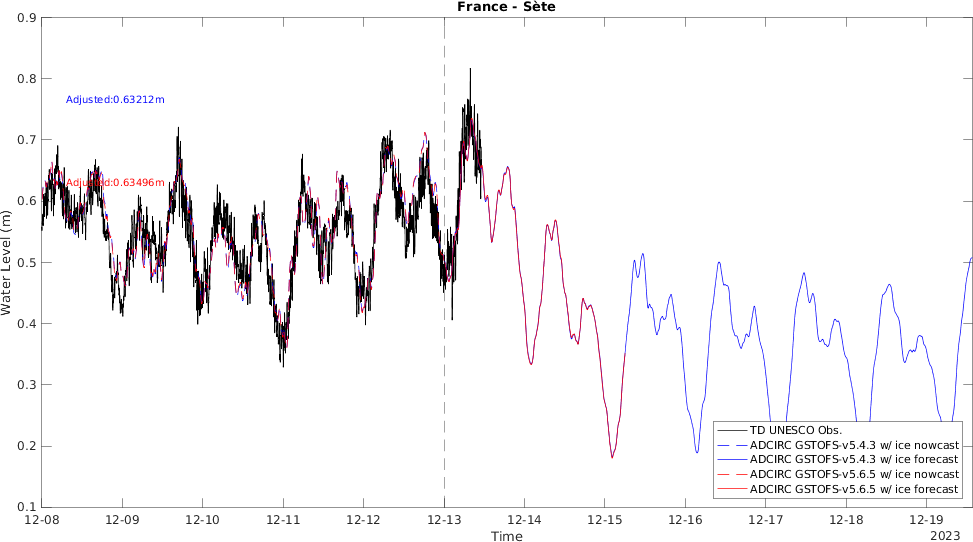 France - Sète
0.9
0.8
0.7
0.6
0.5
0.4
0.3
0.2
0.1
Water Level (m)
Adjusted:0.63212m
Adjusted:0.63496m
TD UNESCO Obs.
ADCIRC GSTOFS-v5.4.3 w/ ice nowcast
ADCIRC GSTOFS-v5.4.3 w/ ice forecast
ADCIRC GSTOFS-v5.6.5 w/ ice nowcast
ADCIRC GSTOFS-v5.6.5 w/ ice forecast
12-08 12-09 12-10 12-11 12-12 12-13 12-14 12-15 12-16 12-17 12-18 12-19
Time
2023